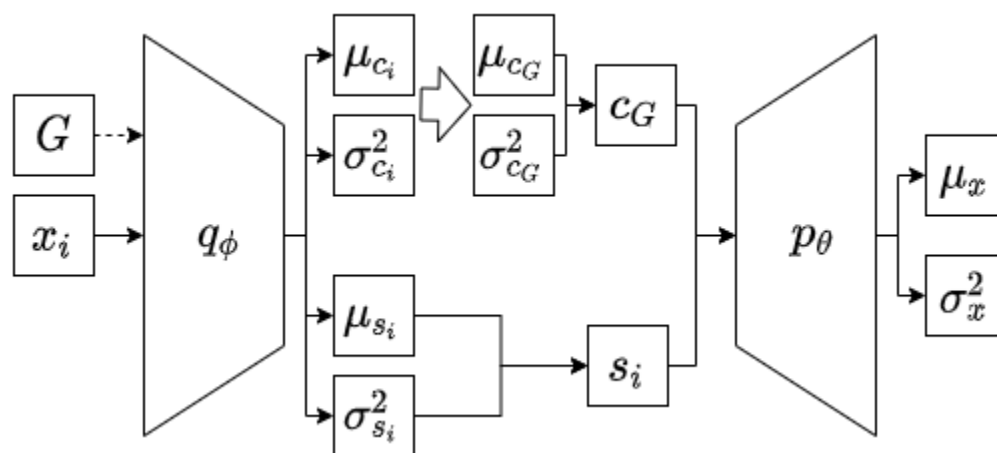 G
x_i
q_ϕ
μ_{c_i}
σ²_{c_i}
μ_{s_i}
σ²_{s_i}
μ_{c_G}
σ²_{c_G}
c_G
s_i
p_θ
μ_x
σ²_x